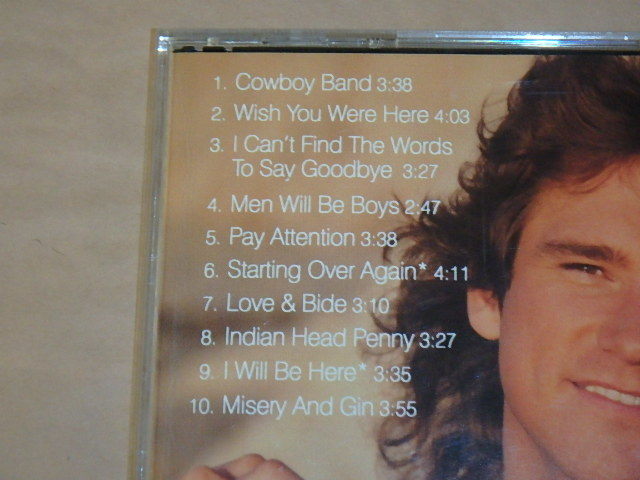 1. Cowboy Band 3:38
2. Wish You Were Here 4:03
3. I Can't Find The Words
To Say Goodbye 3:27
4. Men Will Be Boys 2:47
5. Pay Attention 3:38
6. Starting Over Again* 4:11
7. Love & Bide 3:10
8. Indian Head Penny 3:27
9. I Will Be Here* 3:35
10. Misery And Gin 3:55